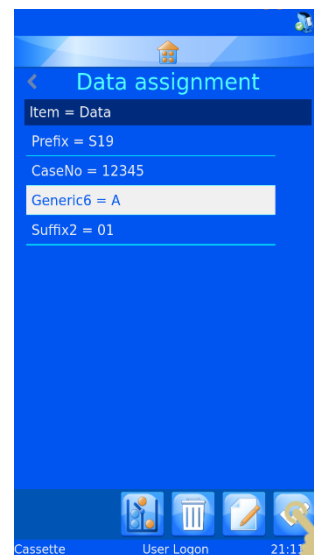 Data assignment
Item = Data
Prefix = S19
CaseNo = 12345
Generic6 = A
Suffix2 = 01
Cassette User Logon 21:11